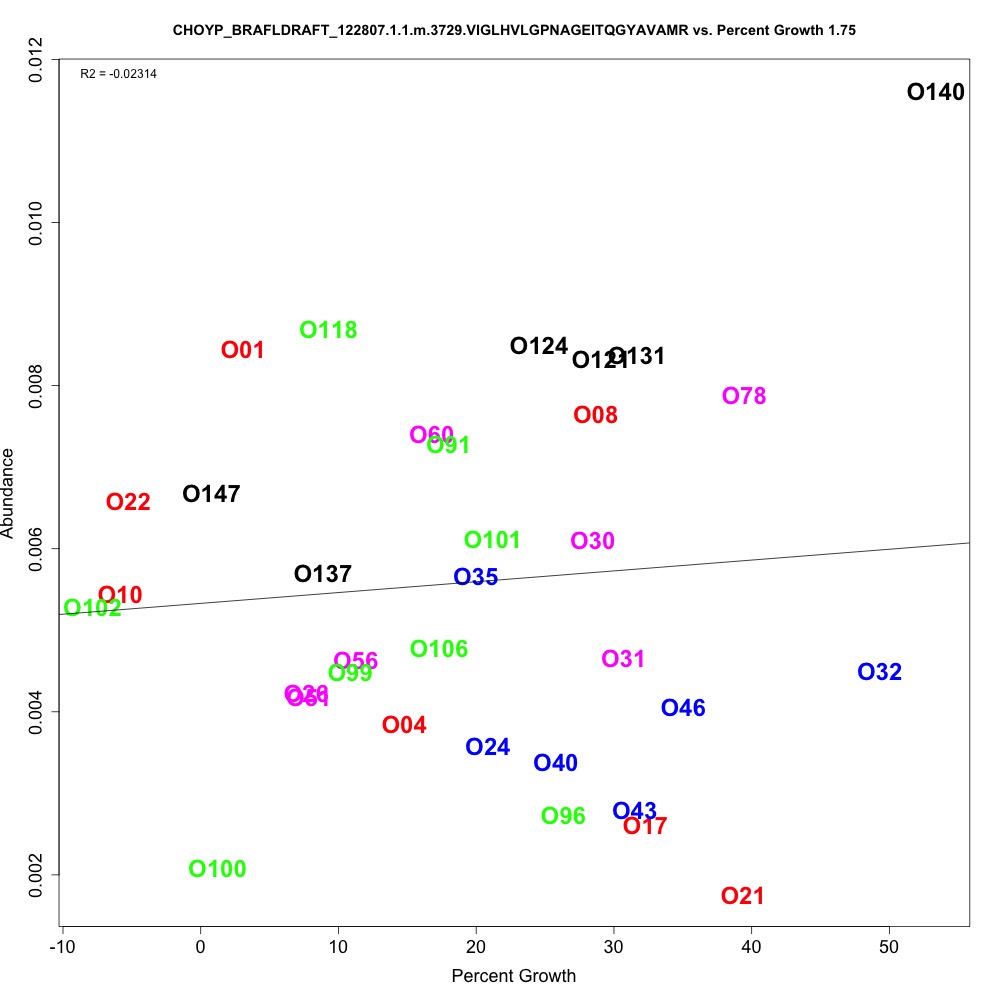 CHOYP_BRAFLDRAFT_122807.1.1.m.3729.VIGLHVLGPNAGEITQGYAVAMR vs. Percent Growth 1.75
R2 = -0.02314
0.012
O140
0.010
O118
O01
O124
O121
O131
0.008
O78
O08
O60
O91
O147
O22
O101
O30
0.006
O137
O35
O10
O102
O106
O56
O31
O99
O32
O51
0.004
O46
O04
O24
O40
O43
O96
O17
O100
0.002
O21
Abundance
-10 0 10 20 30 40 50
Percent Growth